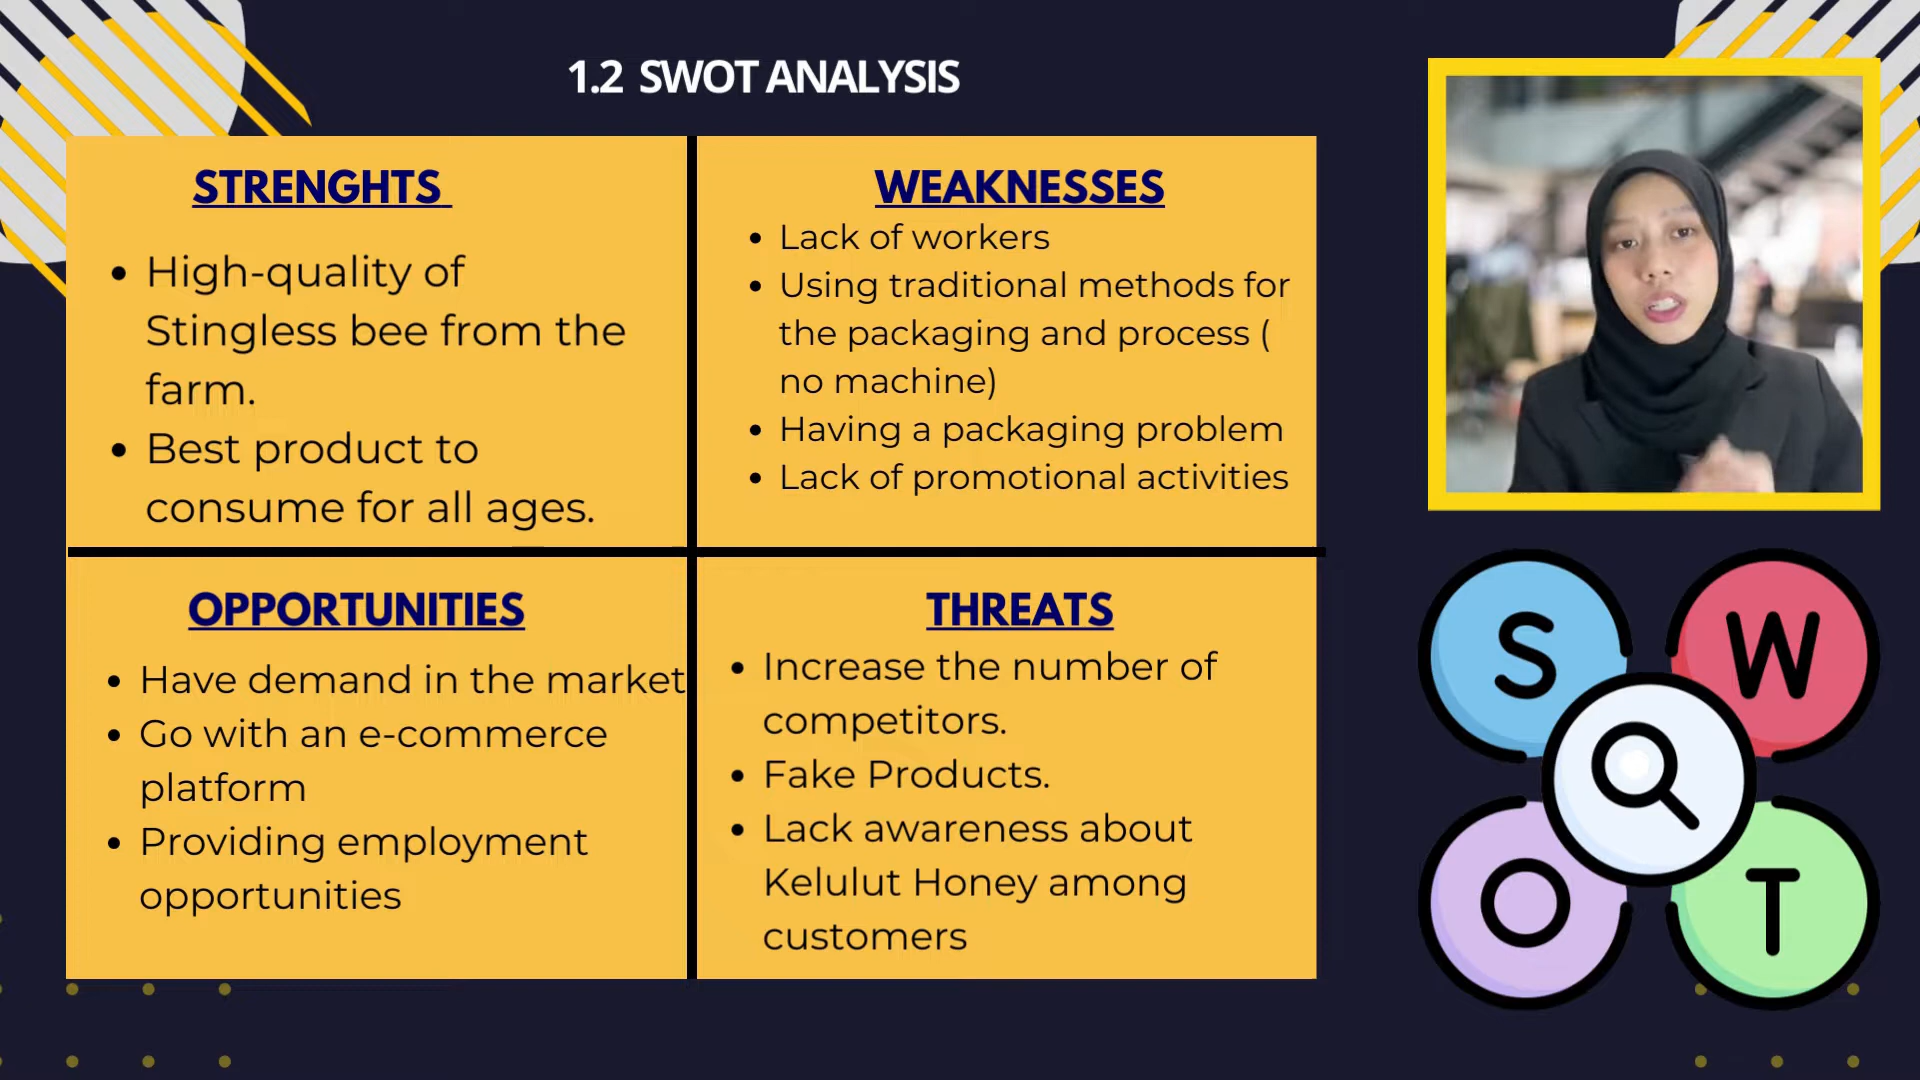 1.2 SWOT ANALYSIS
STRENGHTS
• High-quality of
Stingless bee from the
farm.
• Best product to
consume for all ages.
WEAKNESSES
• Lack of workers
• Using traditional methods for
the packaging and process (
no machine)
• Having a packaging problem
• Lack of promotional activities
OPPORTUNITIES
• Have demand in the market
• Go with an e-commerce
platform
• Providing employment
opportunities
THREATS
• Increase the number of
competitors.
• Fake Products.
• Lack awareness about
Kelulut Honey among
customers
S
W
O
T